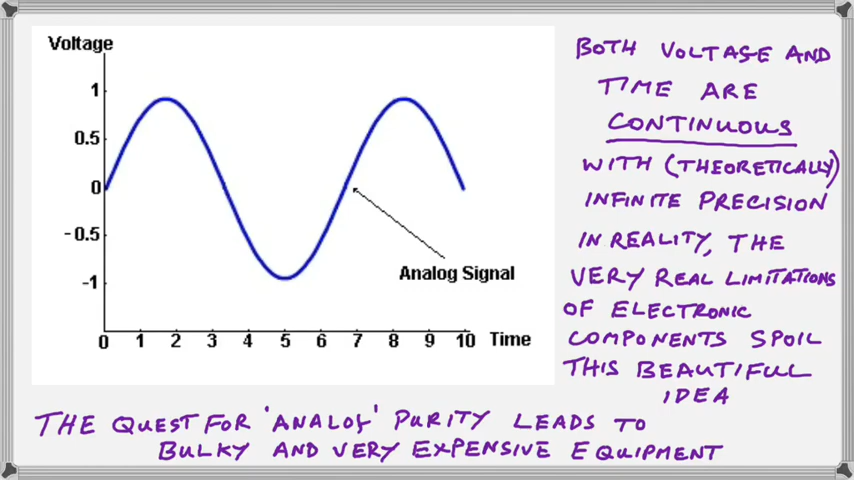 Voltage
1
0.5
0
-0.5
-1
Analog Signal
0 1 2 3 4 5 6 7 8 9 10 Time
BOTH VOLTAGE AND
TIME ARE
CONTINUOUS
WITH (THEORETICALLY)
INFINITE PRECISION
IN REALITY, THE
VERY REAL LIMITATIONS
OF ELECTRONIC
COMPONENTS SPOIL
THIS BEAUTIFUL
IDEA
THE QUEST FOR 'ANALOG' PURITY LEADS TO
BULKY AND VERY EXPENSIVE EQUIPMENT